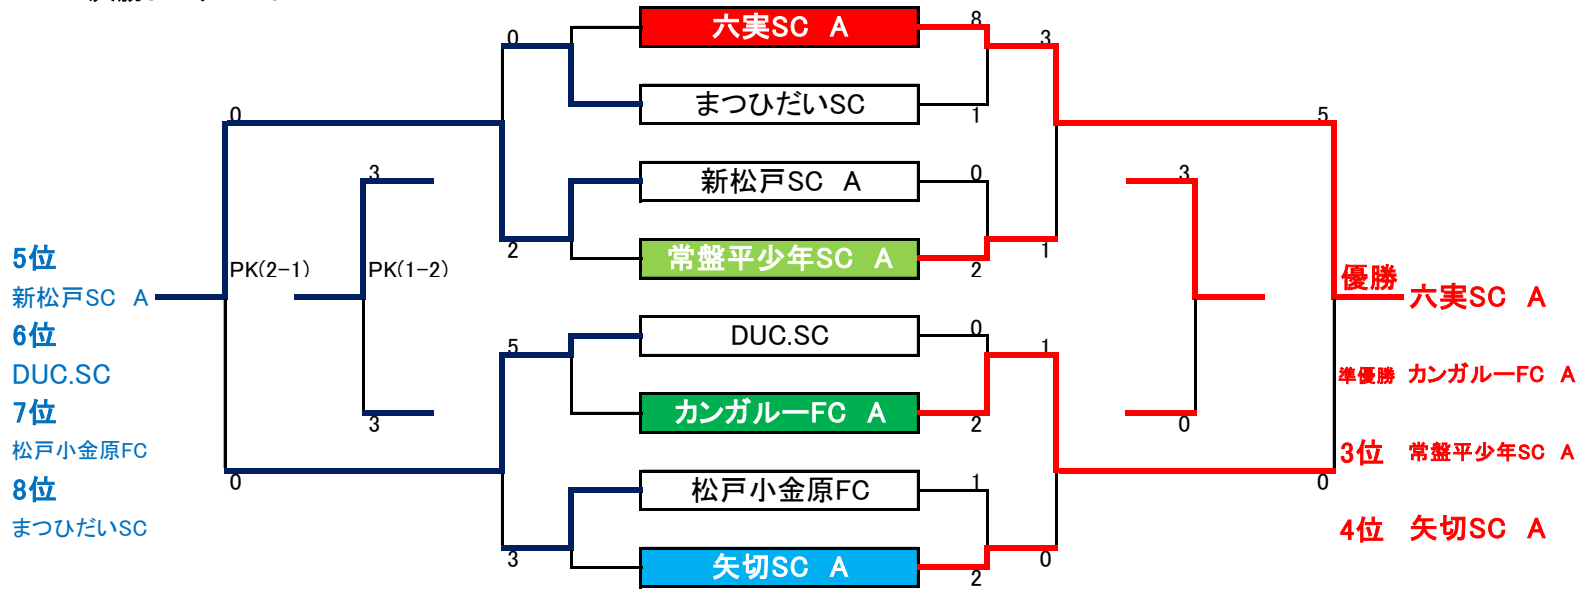 六実SC A
8
0
3
まつひだいSC
0
1
5
新松戸SC A
3
0
3
2
常盤平少年SC A
2
1
5位
PK(2-1)
PK(1-2)
優勝
新松戸SC A
六実SC A
6位
DUC.SC
0
5
1
DUC.SC
準優勝 カンガルーFC A
7位
カンガルーFC A
3
2
0
松戸小金原FC
3位 常盤平少年SC A
8位
0
松戸小金原FC
1
0
まつひだいSC
4位 矢切SC A
3
矢切SC A
2
0